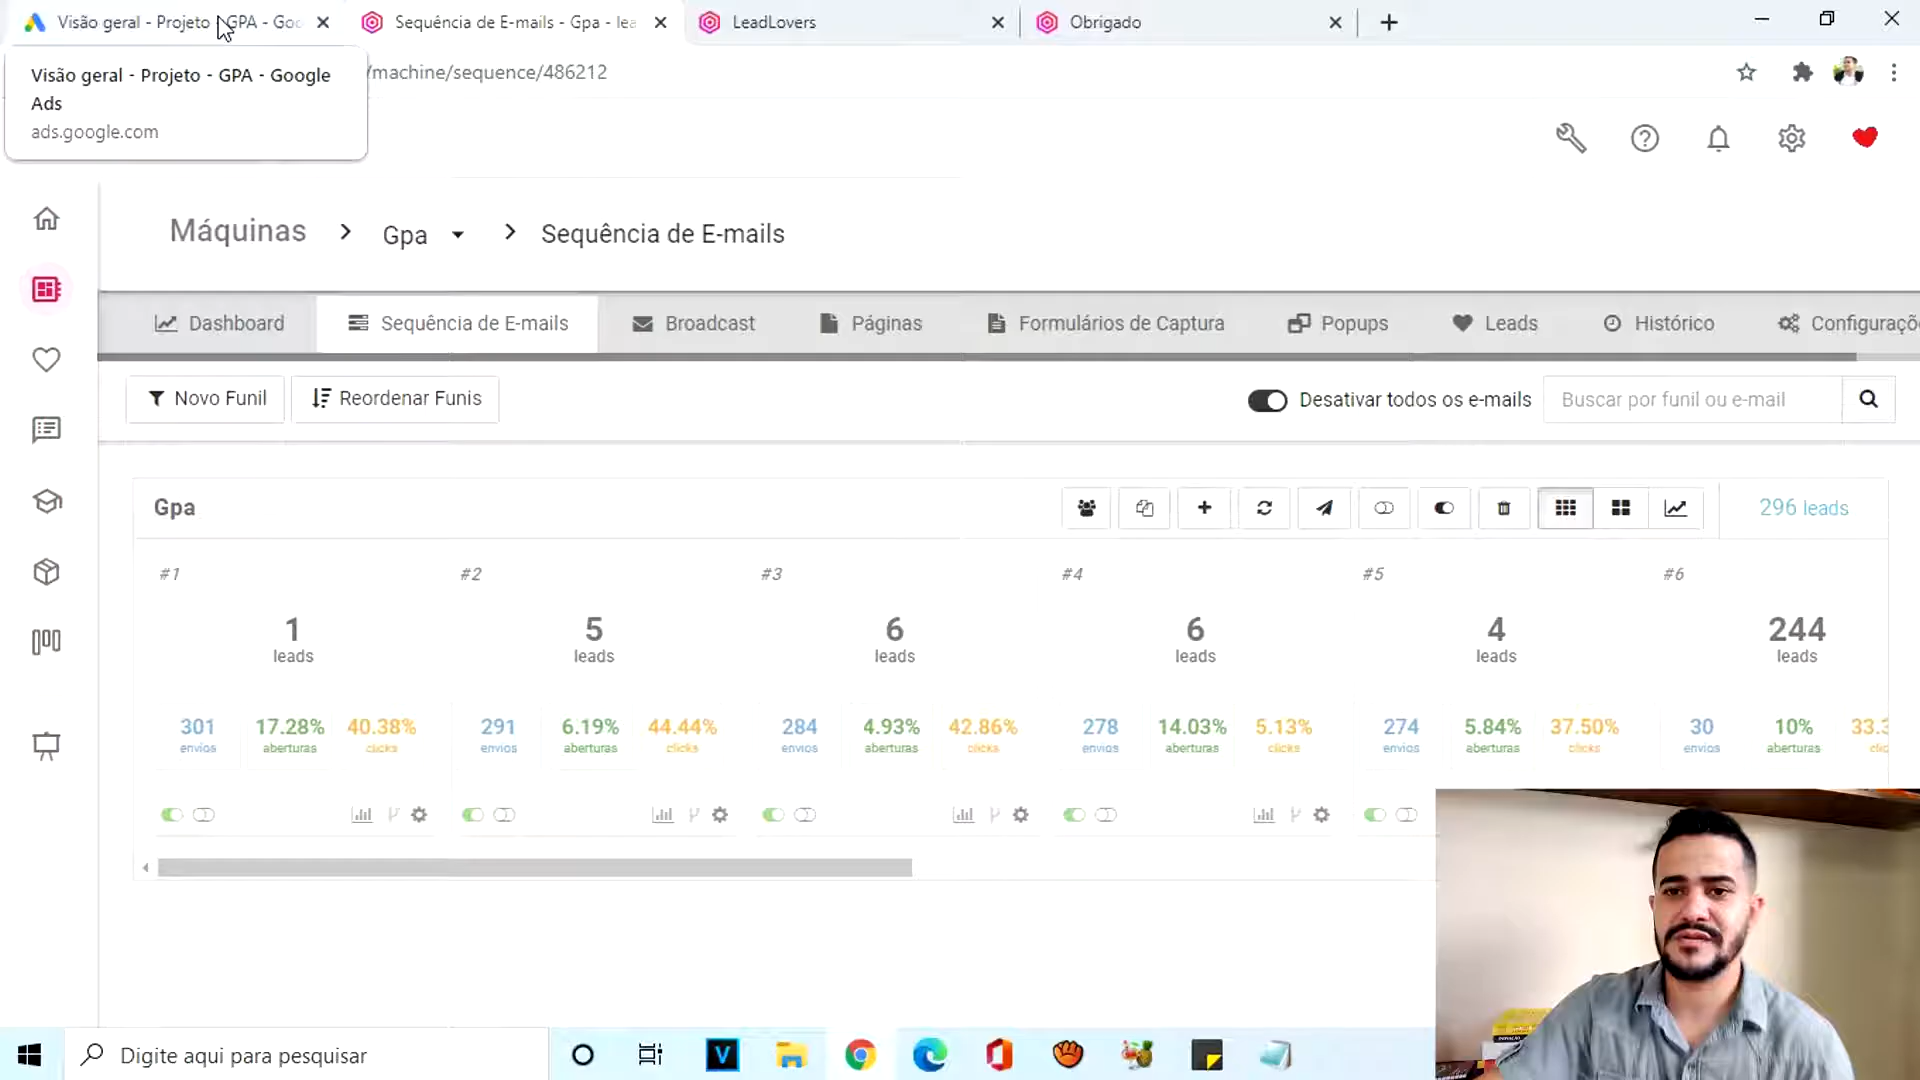 Visão geral - Projeto - GPA - Goo
Sequência de E-mails - Gpa - lea
LeadLovers
Obrigado
/machine/sequence/486212
Visão geral - Projeto - GPA - Google
Ads
ads.google.com
Máquinas > Gpa > Sequência de E-mails
Dashboard
Sequência de E-mails
Broadcast
Páginas
Formulários de Captura
Popups
Leads
Histórico
Configuraçõ
Novo Funil
Reordenar Funis
Desativar todos os e-mails
Buscar por funil ou e-mail
Gpa
296 leads
#1
#2
#3
#4
#5
#6
1
5
6
6
4
244
leads
leads
leads
leads
leads
leads
301
17.28%
40.38%
291
6.19%
44.44%
284
4.93%
42.86%
278
14.03%
5.13%
274
5.84%
37.50%
30
10%
33.3
envios
aberturas
clicks
envios
aberturas
clicks
envios
aberturas
clicks
envios
aberturas
clicks
envios
aberturas
clicks
envios
aberturas
clic
Digite aqui para pesquisar